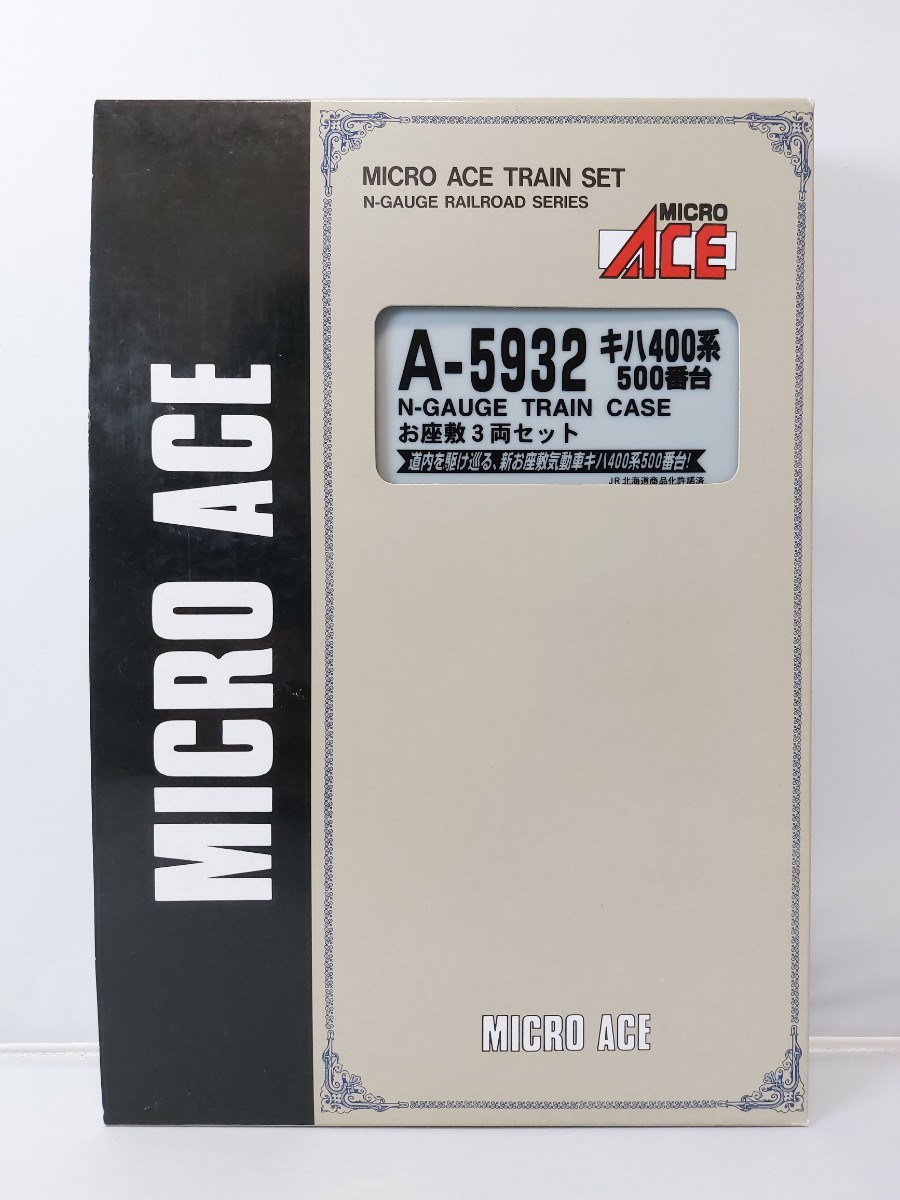 MICRO ACE
MICRO ACE TRAIN SET
N-GAUGE RAILROAD SERIES
MICRO
ACE
A-5932 キハ400系
500番台
N-GAUGE TRAIN CASE
お座敷3両セット
道内を駆け巡る、新お座敷気動車キハ400系500番台!
JR北海道商品化許諾済
MICRO ACE